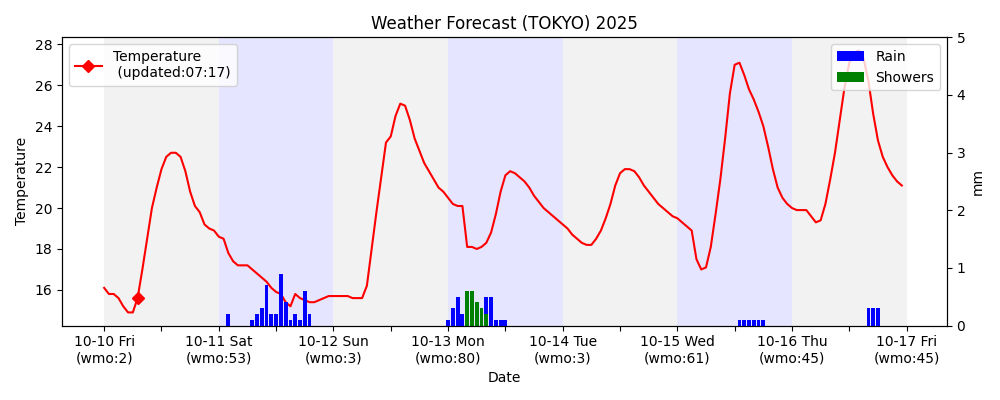 Weather Forecast (TOKYO) 2025
Temperature
(updated:07:17)
Rain
Showers
28
26
24
22
20
18
16
Temperature
5
4
3
2
1
0
mm
10-10 Fri
(wmo:2)
10-11 Sat
(wmo:53)
10-12 Sun
(wmo:3)
10-13 Mon
(wmo:80)
10-14 Tue
(wmo:3)
10-15 Wed
(wmo:61)
10-16 Thu
(wmo:45)
10-17 Fri
(wmo:45)
Date